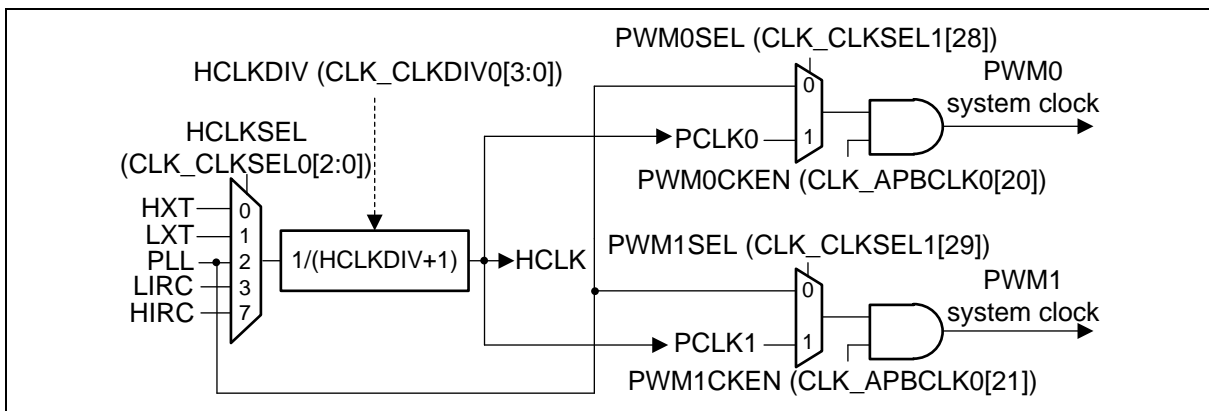 PWM0SEL (CLK_CLKSEL1[28])
HCLKDIV (CLK_CLKDIV0[3:0])
PWM0
system clock
0
HCLKSEL
(CLK_CLKSEL0[2:0])
PCLK0
1
PWM0CKEN (CLK_APBCLK0[20])
HXT
0
LXT
1
PLL
2
LIRC
3
HIRC
7
1/(HCLKDIV+1)
HCLK
PWM1SEL (CLK_CLKSEL1[29])
PWM1
system clock
0
PCLK1
1
PWM1CKEN (CLK_APBCLK0[21])